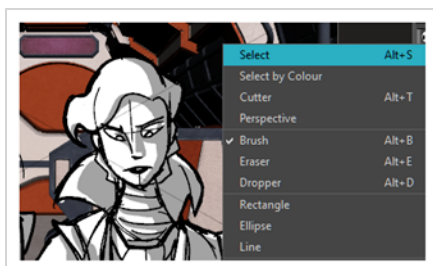 Select Alt+S
Select by Colour
Cutter Alt+T
Perspective
Brush Alt+B
Eraser Alt+E
Dropper Alt+D
Rectangle
Ellipse
Line